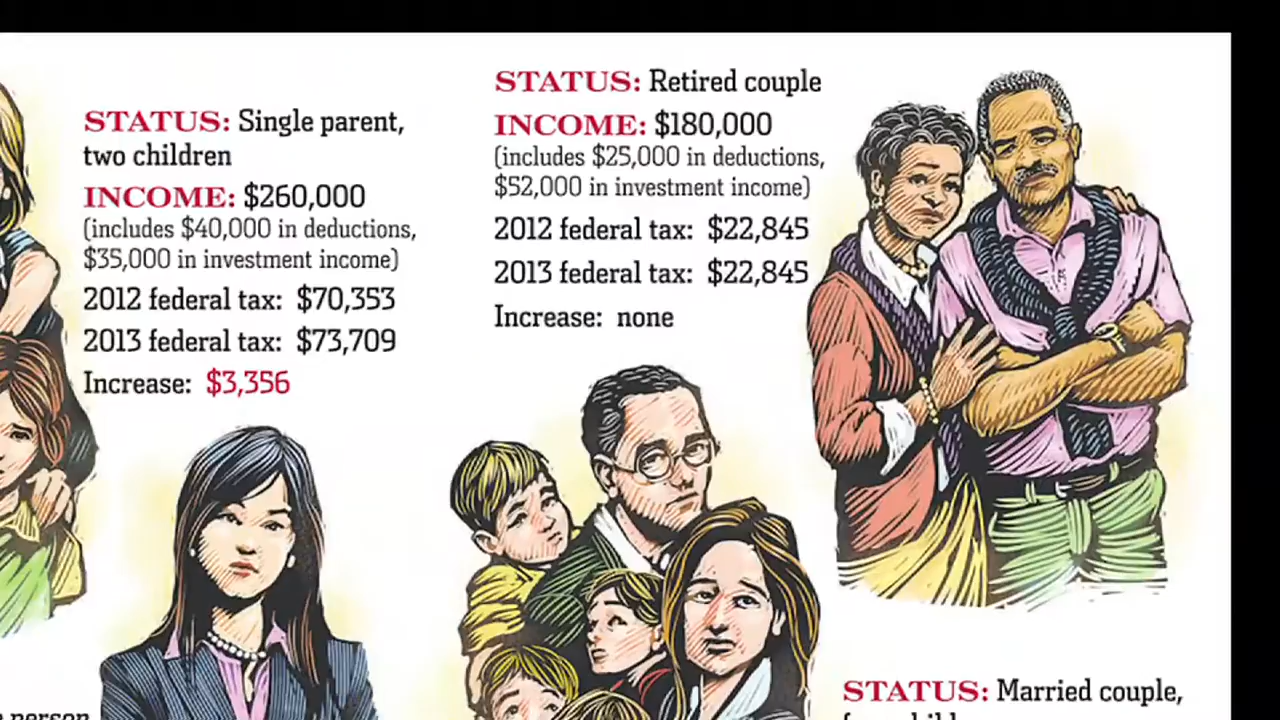 STATUS: Single parent,
two children
INCOME: $260,000
(includes $40,000 in deductions,
$35,000 in investment income)
2012 federal tax: $70,353
2013 federal tax: $73,709
Increase: $3,356
STATUS: Retired couple
INCOME: $180,000
(includes $25,000 in deductions,
$52,000 in investment income)
2012 federal tax: $22,845
2013 federal tax: $22,845
Increase: none
person
STATUS: Married couple,